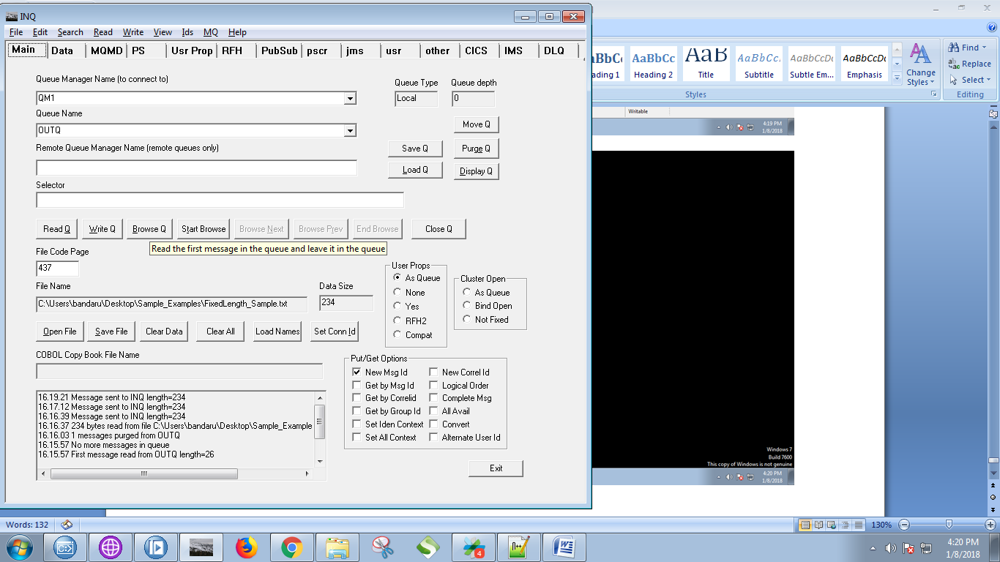 INQ
File Edit Search Read Write View Ids MQ Help
Main Data MQMD PS Usr Prop RFH PubSub pscr jms usr other CICS IMS DLQ
Queue Manager Name (to connect to)
QM1
Queue Name
OUTQ
Remote Queue Manager Name (remote queues only)
Selector
Queue Type Queue depth
Local 0
Move Q
Save Q Purge Q
Load Q Display Q
Read Q Write Q Browse Q Start Browse Browse Next Browse Prev End Browse Close Q
Read the first message in the queue and leave it in the queue
File Code Page
437
File Name Data Size
C:\Users\bandaru\Desktop\Sample_Examples\FixedLength_Sample.txt 234
Open File Save File Clear Data Clear All Load Names Set Conn Id
COBOL Copy Book File Name
User Props
As Queue
None
Yes
RFH2
Compat
Cluster Open
As Queue
Bind Open
Not Fixed
Put/Get Options
New Msg Id New Correl Id
Get by Msg Id Logical Order
Get by Correlid Complete Msg
Get by Group Id All Avail
Set Iden Context Convert
Set All Context Alternate User Id
16.19.21 Message sent to INQ length=234
16.17.12 Message sent to INQ length=234
16.16.39 Message sent to INQ length=234
16.16.37 234 bytes read from file C:\Users\bandaru\Desktop\Sample_Example
16.16.03 1 messages purged from OUTQ
16.15.57 No more messages in queue
16.15.57 First message read from OUTQ length=26
Exit
AaBbCc AaBbCc AaB AaBbCc. AaBbCcDc AaBbCcDc
ading 1 Heading 2 Title Subtitle Subtle Em... Emphasis
Change
Styles
Styles
Find
Replace
Select
Editing
Writable
4:19 PM
1/8/2018
Windows 7
Build 7600
This copy of Windows is not genuine
4:20 PM
1/8/2018
Words: 132
130%
4
N++
W
4:20 PM
1/8/2018